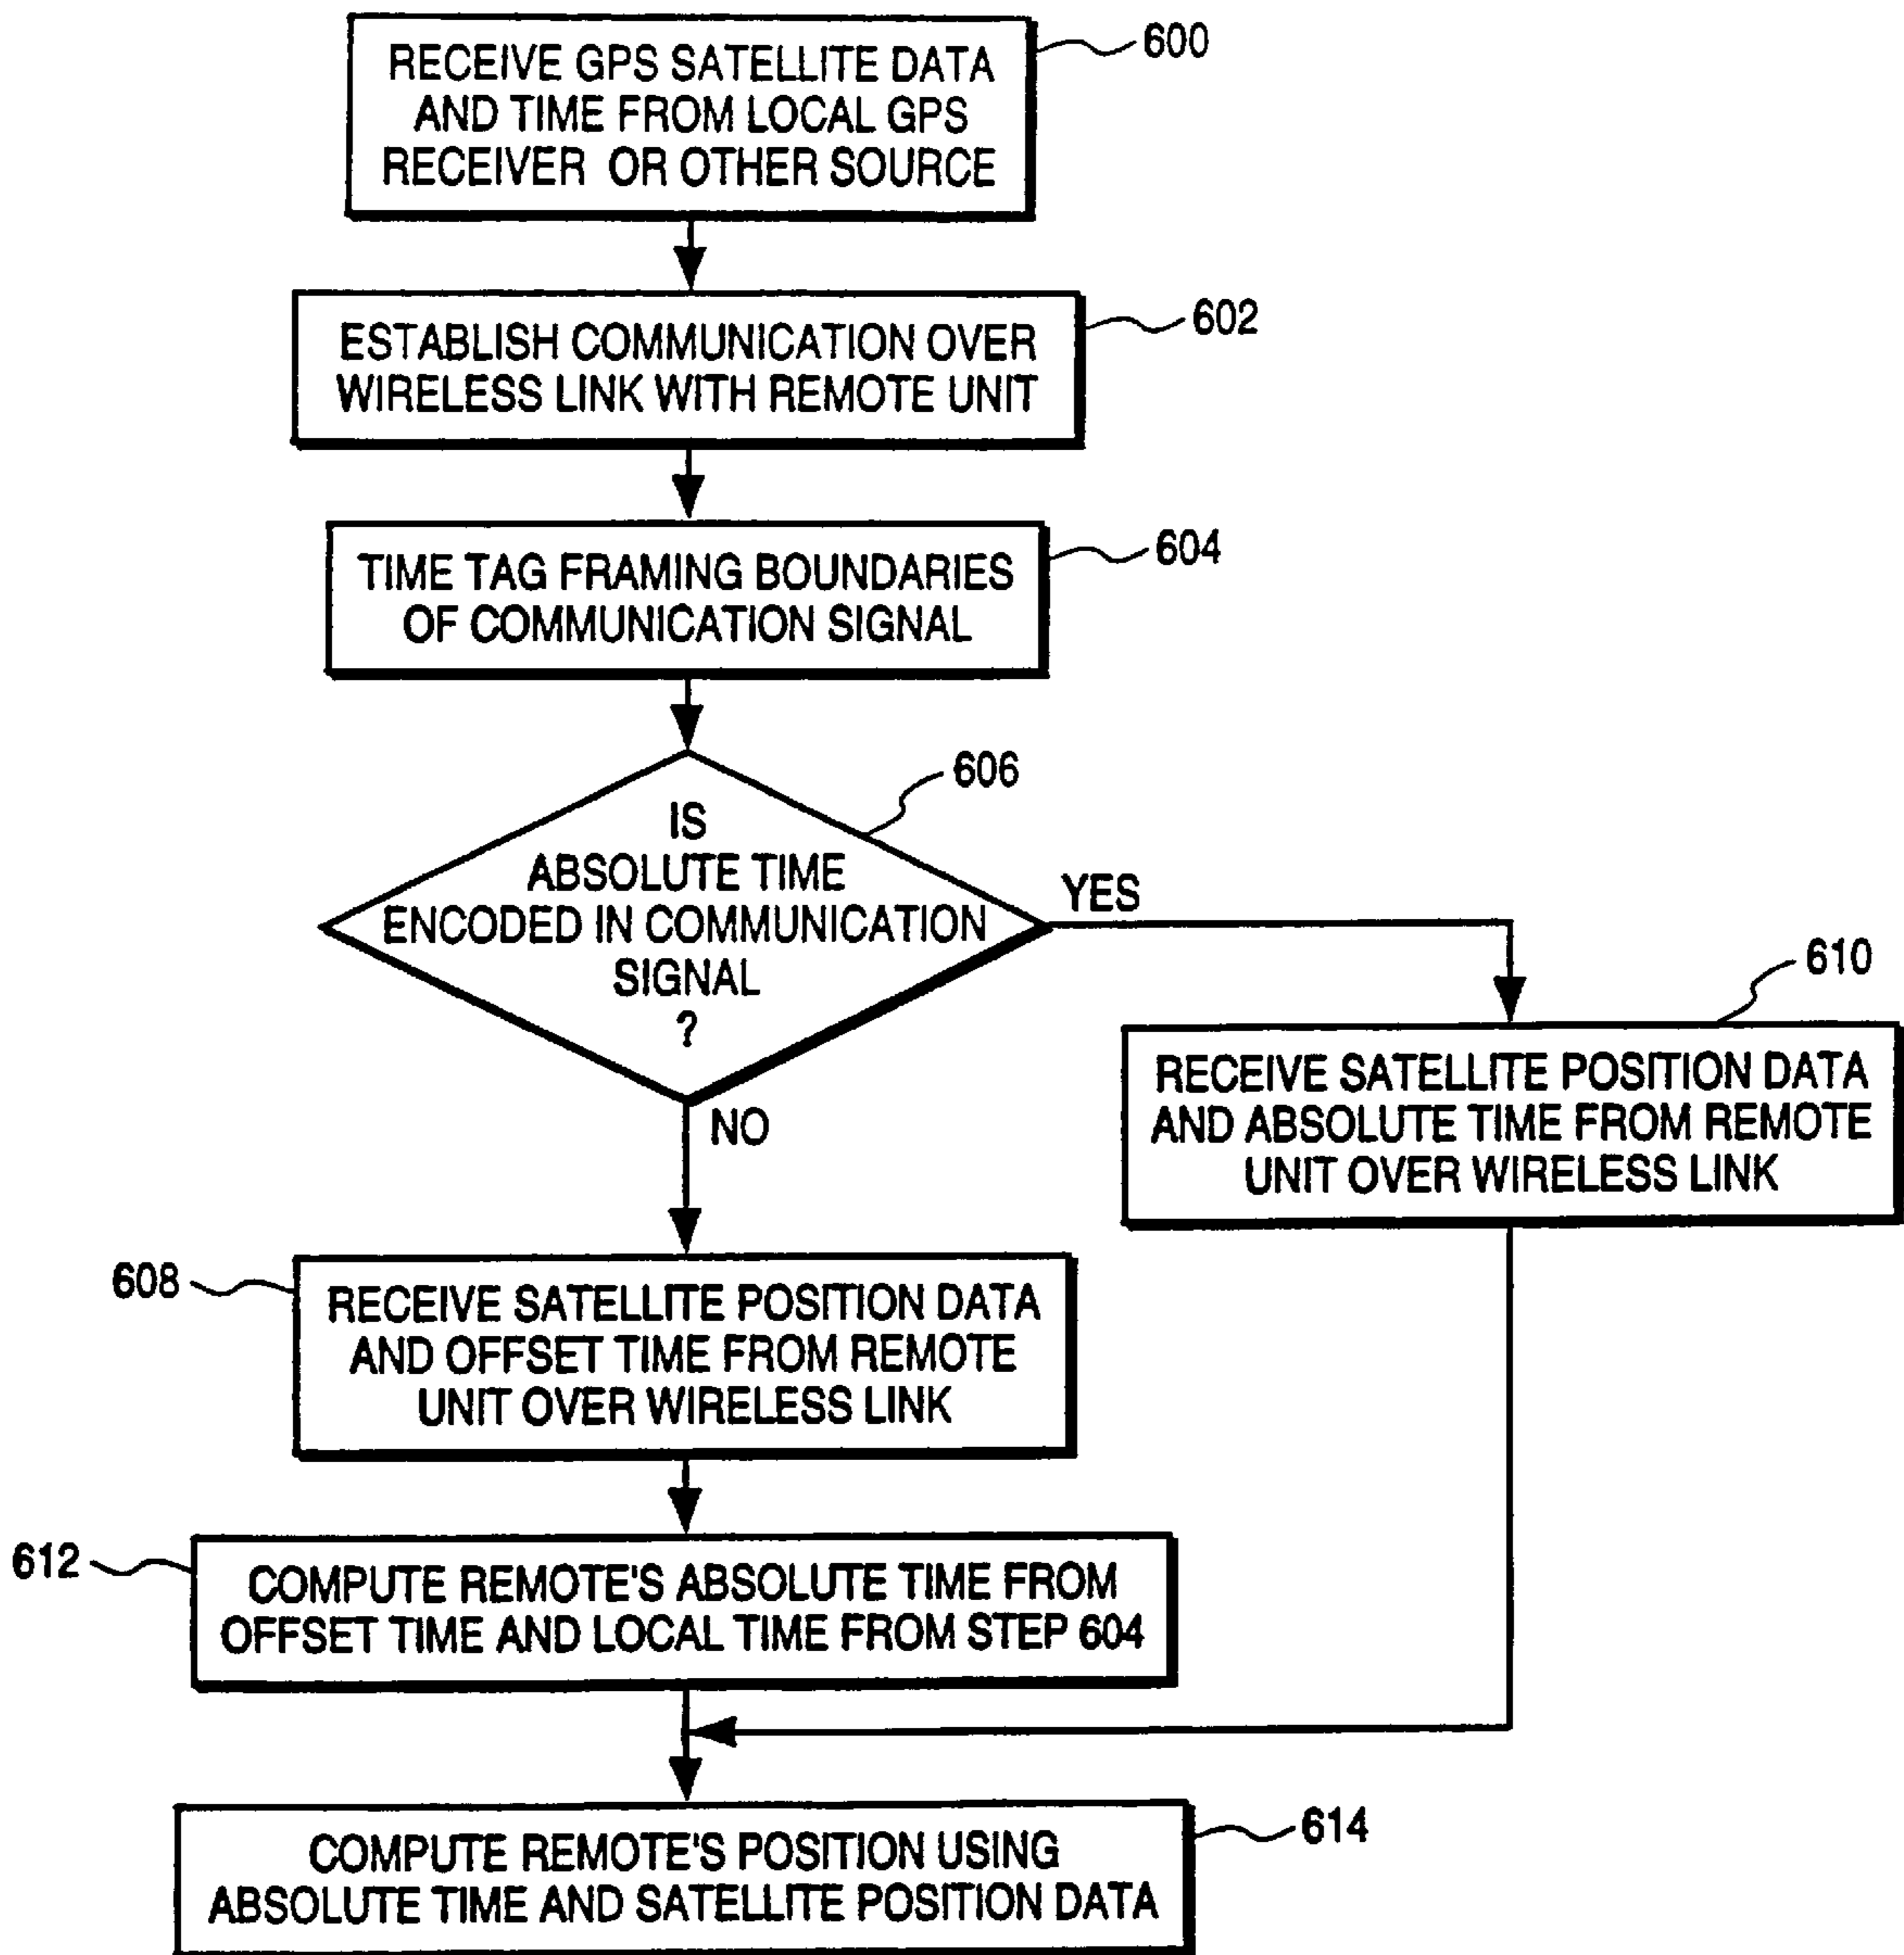 RECEIVE GPS SATELLITE DATA
AND TIME FROM LOCAL GPS
RECEIVER OR OTHER SOURCE
600
ESTABLISH COMMUNICATION OVER
WIRELESS LINK WITH REMOTE UNIT
602
TIME TAG FRAMING BOUNDARIES
OF COMMUNICATION SIGNAL
604
606
IS
ABSOLUTE TIME
ENCODED IN COMMUNICATION
SIGNAL
?
YES
NO
610
RECEIVE SATELLITE POSITION DATA
AND ABSOLUTE TIME FROM REMOTE
UNIT OVER WIRELESS LINK
608
RECEIVE SATELLITE POSITION DATA
AND OFFSET TIME FROM REMOTE
UNIT OVER WIRELESS LINK
612
COMPUTE REMOTE'S ABSOLUTE TIME FROM
OFFSET TIME AND LOCAL TIME FROM STEP 604
614
COMPUTE REMOTE'S POSITION USING
ABSOLUTE TIME AND SATELLITE POSITION DATA